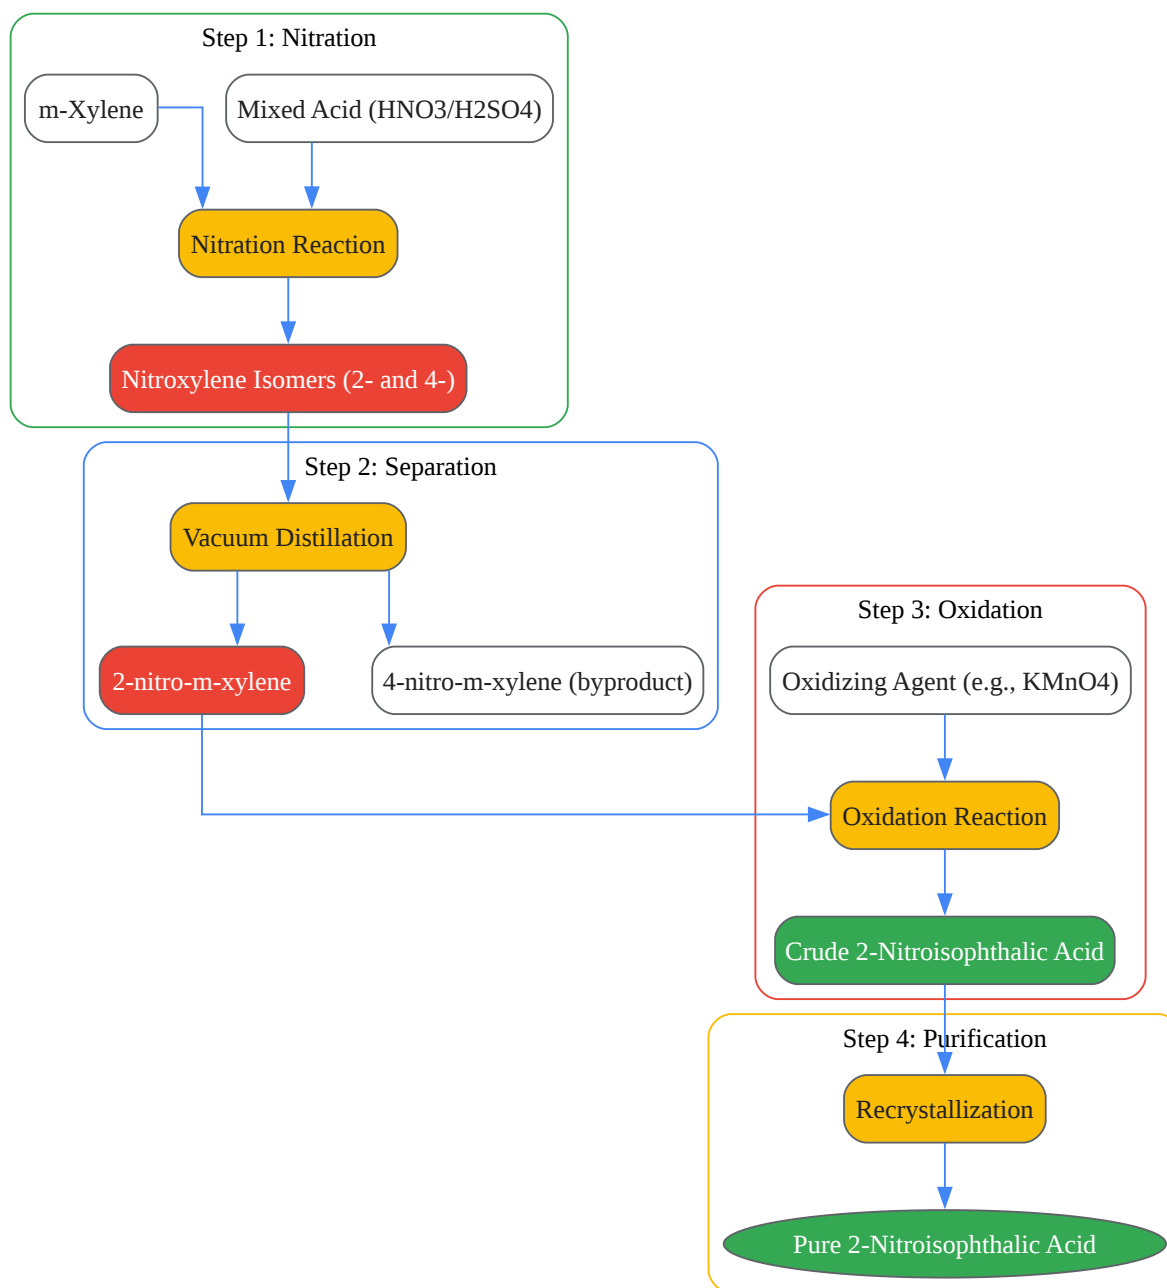 Step 1: Nitration
m-Xylene
Mixed Acid (HNO3/H2SO4)
Nitration Reaction
Nitroxylene Isomers (2- and 4-)
Step 2: Separation
Vacuum Distillation
2-nitro-m-xylene
4-nitro-m-xylene (byproduct)
Step 3: Oxidation
Oxidizing Agent (e.g., KMnO4)
Oxidation Reaction
Crude 2-Nitroisophthalic Acid
Step 4: Purification
Recrystallization
Pure 2-Nitroisophthalic Acid